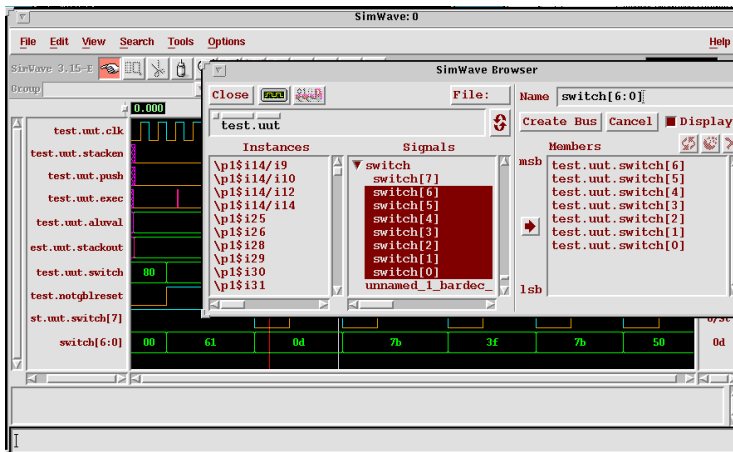 SimWave: 0
File Edit View Search Tools Options Help
SimWave 3.15-E
Group
0.000
test.uut.clk
test.uut.stacken
test.uut.push
test.uut.exec
test.uut.aluval
est.uut.stackout
test.uut.switch 00
test.notgblreset
st.uut.switch[7]
switch[6:0] 00 61 0d 7b 3f 7b 50 0d
SimWave Browser
Close File:
test.uut
Instances
\p1$i14/i9
\p1$i14/i10
\p1$i14/i12
\p1$i14/i14
\p1$i25
\p1$i26
\p1$i28
\p1$i29
\p1$i30
\p1$i31
Signals
switch
switch[7]
switch[6]
switch[5]
switch[4]
switch[3]
switch[2]
switch[1]
switch[0]
unnamed_1_bardec_
Name switch[6:0]
Create Bus Cancel Display
Members
msb
test.uut.switch[6]
test.uut.switch[5]
test.uut.switch[4]
test.uut.switch[3]
test.uut.switch[2]
test.uut.switch[1]
test.uut.switch[0]
lsb